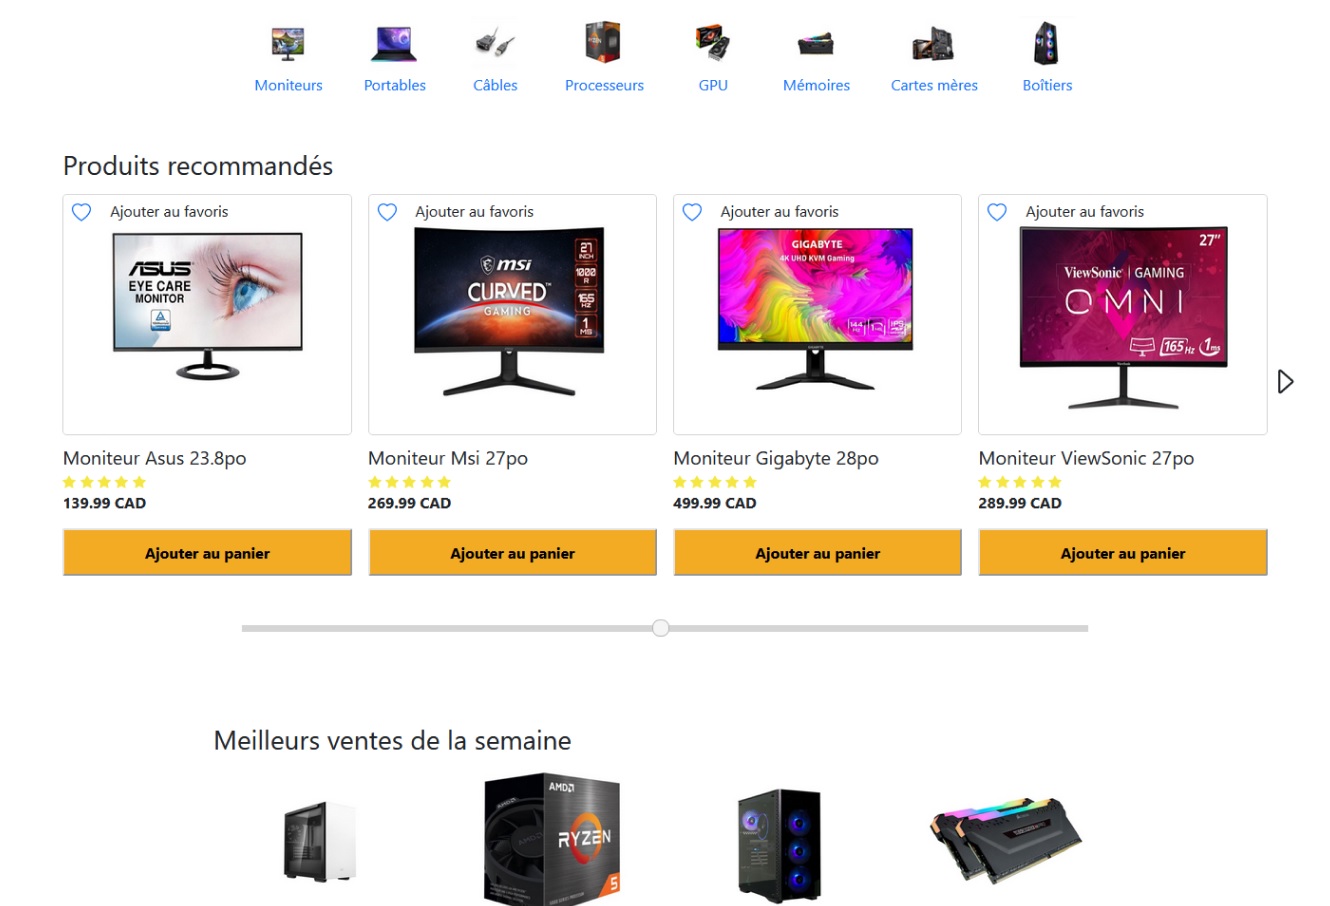 Moniteurs
Portables
Câbles
Processeurs
GPU
Mémoires
Cartes mères
Boîtiers
Produits recommandés
Ajouter au favoris
ASUS
EYE CARE
MONITOR
Moniteur Asus 23.8po
139.99 CAD
Ajouter au panier
Ajouter au favoris
msi
CURVED
GAMING
27
INCH
1000
R
165
HZ
1
MS
Moniteur Msi 27po
269.99 CAD
Ajouter au panier
Ajouter au favoris
GIGABYTE
4K UHD KVM Gaming
144
Moniteur Gigabyte 28po
499.99 CAD
Ajouter au panier
Ajouter au favoris
27"
ViewSonic | GAMING
OMNI
165 Hz 1ms
Moniteur ViewSonic 27po
289.99 CAD
Ajouter au panier
Meilleurs ventes de la semaine
AMD
RYZEN
5